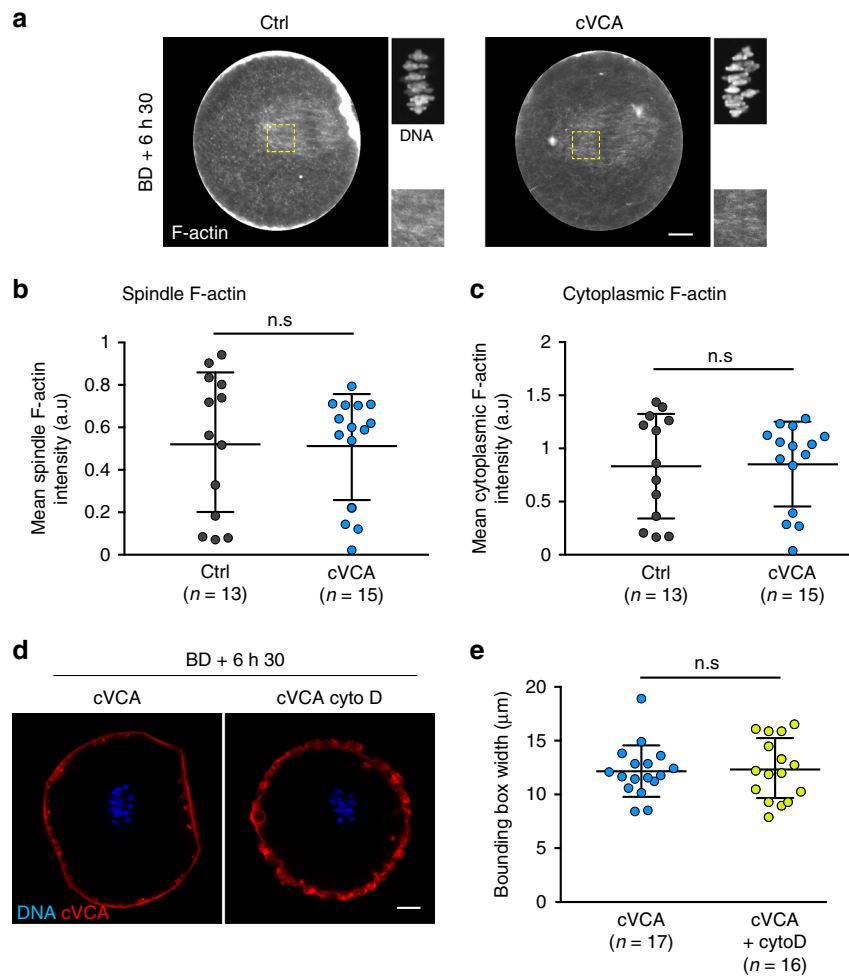 a
Ctrl
cVCA
BD + 6 h 30
DNA
F-actin
b
Spindle F-actin
n.s
Mean spindle F-actin
intensity (a.u)
1
0.8
0.6
0.4
0.2
0
Ctrl
(n = 13)
cVCA
(n = 15)
c
Cytoplasmic F-actin
n.s
Mean cytoplasmic F-actin
intensity (a.u)
2
1.5
1
0.5
0
Ctrl
(n = 13)
cVCA
(n = 15)
d
BD + 6 h 30
cVCA
cVCA cyto D
DNA cVCA
e
n.s
Bounding box width (μm)
20
15
10
5
0
cVCA
(n = 17)
cVCA
+ cytoD
(n = 16)